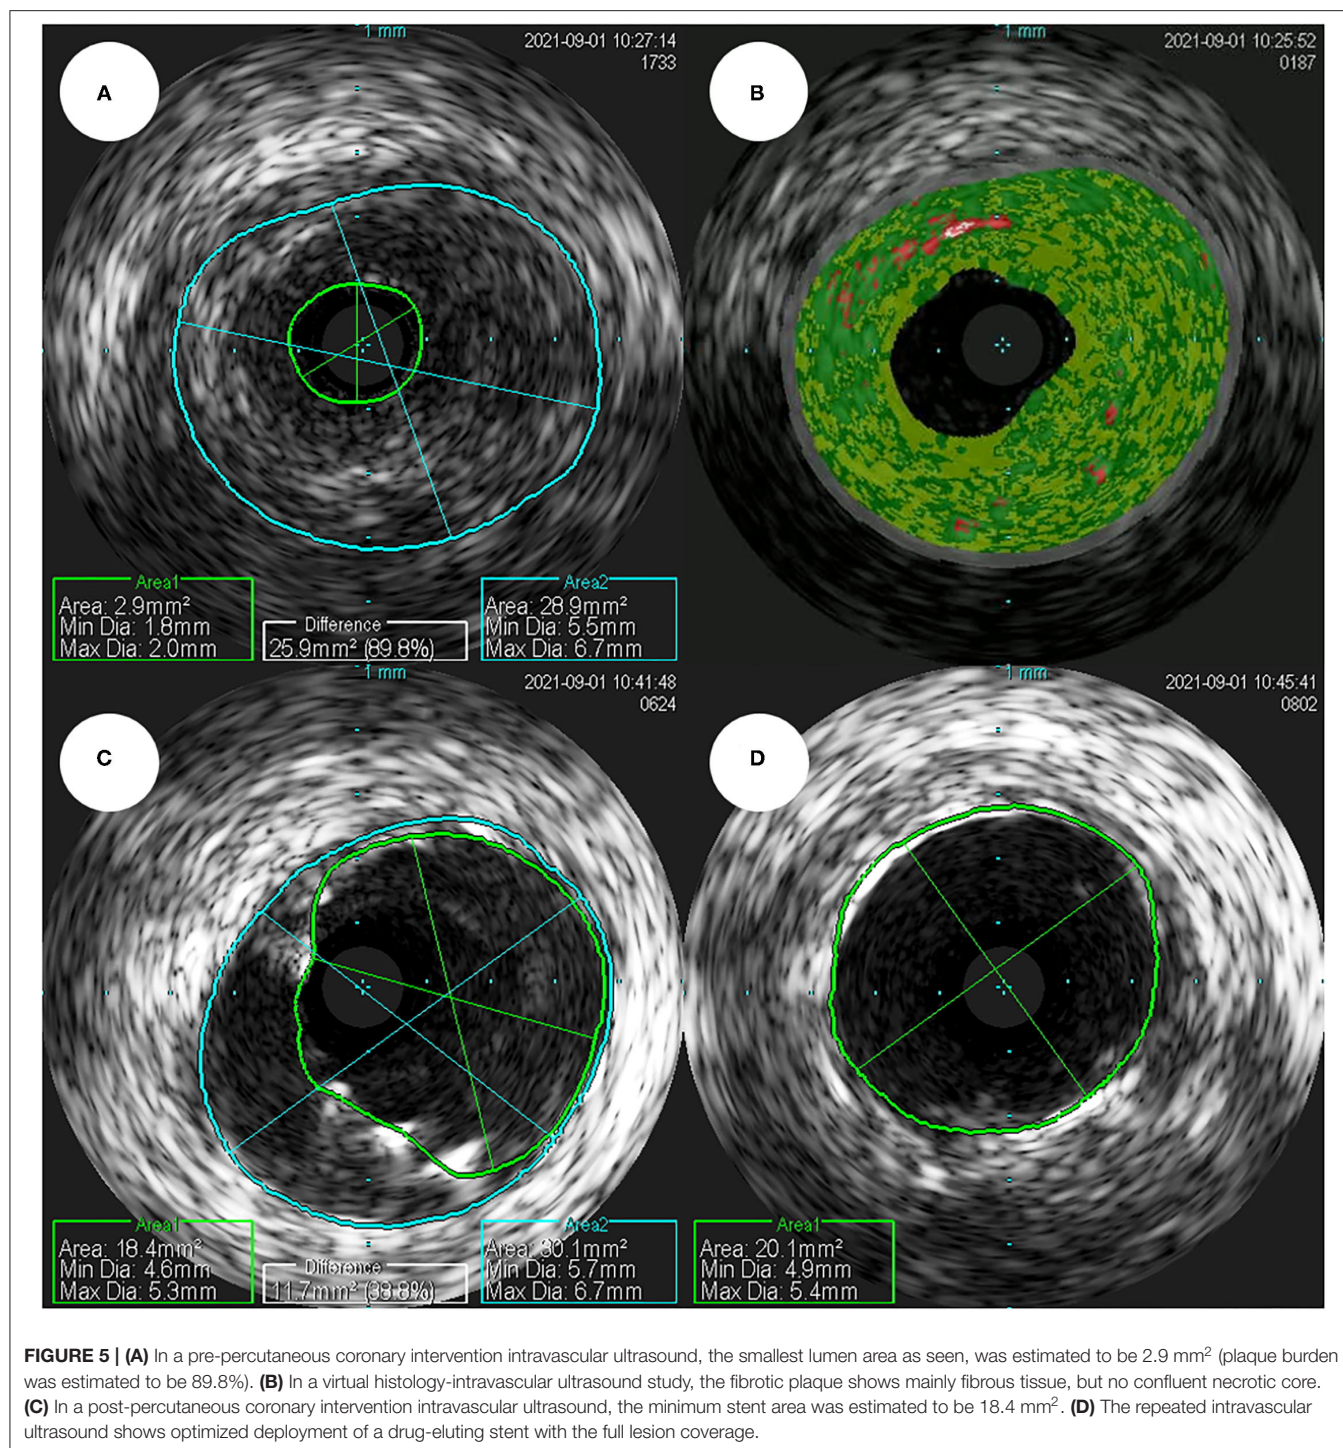 1 mm
2021-09-01 10:27:14
1733
A
Area1
Area: 2.9mm²
Min Dia: 1.8mm
Max Dia: 2.0mm
Difference
25.9mm² (89.8%)
Area2
Area: 28.9mm²
Min Dia: 5.5mm
Max Dia: 6.7mm
1 mm
2021-09-01 10:25:52
0187
B
1 mm
2021-09-01 10:41:48
0624
C
Area1
Area: 18.4mm²
Min Dia: 4.6mm
Max Dia: 5.3mm
Difference
11.7mm² (38.8%)
Area2
Area: 30.1mm²
Min Dia: 5.7mm
Max Dia: 6.7mm
1 mm
2021-09-01 10:45:41
0802
D
Area1
Area: 20.1mm²
Min Dia: 4.9mm
Max Dia: 5.4mm
FIGURE 5 | (A) In a pre-percutaneous coronary intervention intravascular ultrasound, the smallest lumen area as seen, was estimated to be 2.9 mm² (plaque burden
was estimated to be 89.8%). (B) In a virtual histology-intravascular ultrasound study, the fibrotic plaque shows mainly fibrous tissue, but no confluent necrotic core.
(C) In a post-percutaneous coronary intervention intravascular ultrasound, the minimum stent area was estimated to be 18.4 mm². (D) The repeated intravascular
ultrasound shows optimized deployment of a drug-eluting stent with the full lesion coverage.